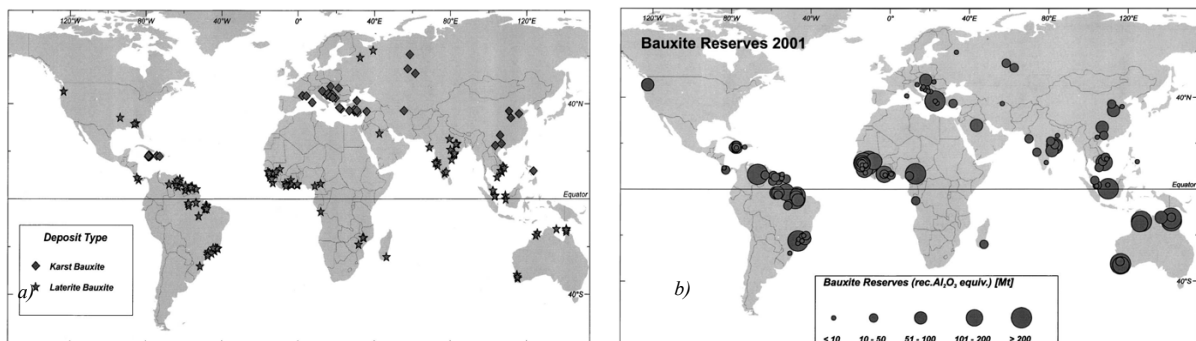 120°W
80°W
40°W
0°E
40°E
80°E
120°E
a)
40°N
Equator
40°S
Deposit Type
Karst Bauxite
Laterite Bauxite
120°W
80°W
40°W
0°E
40°E
80°E
120°E
b)
Bauxite Reserves 2001
40°N
Equator
40°S
Bauxite Reserves (rec.Al₂O₃ equiv.) [Mt]
< 10 10 - 50 51 - 100 101 - 200 > 200
a)
b)